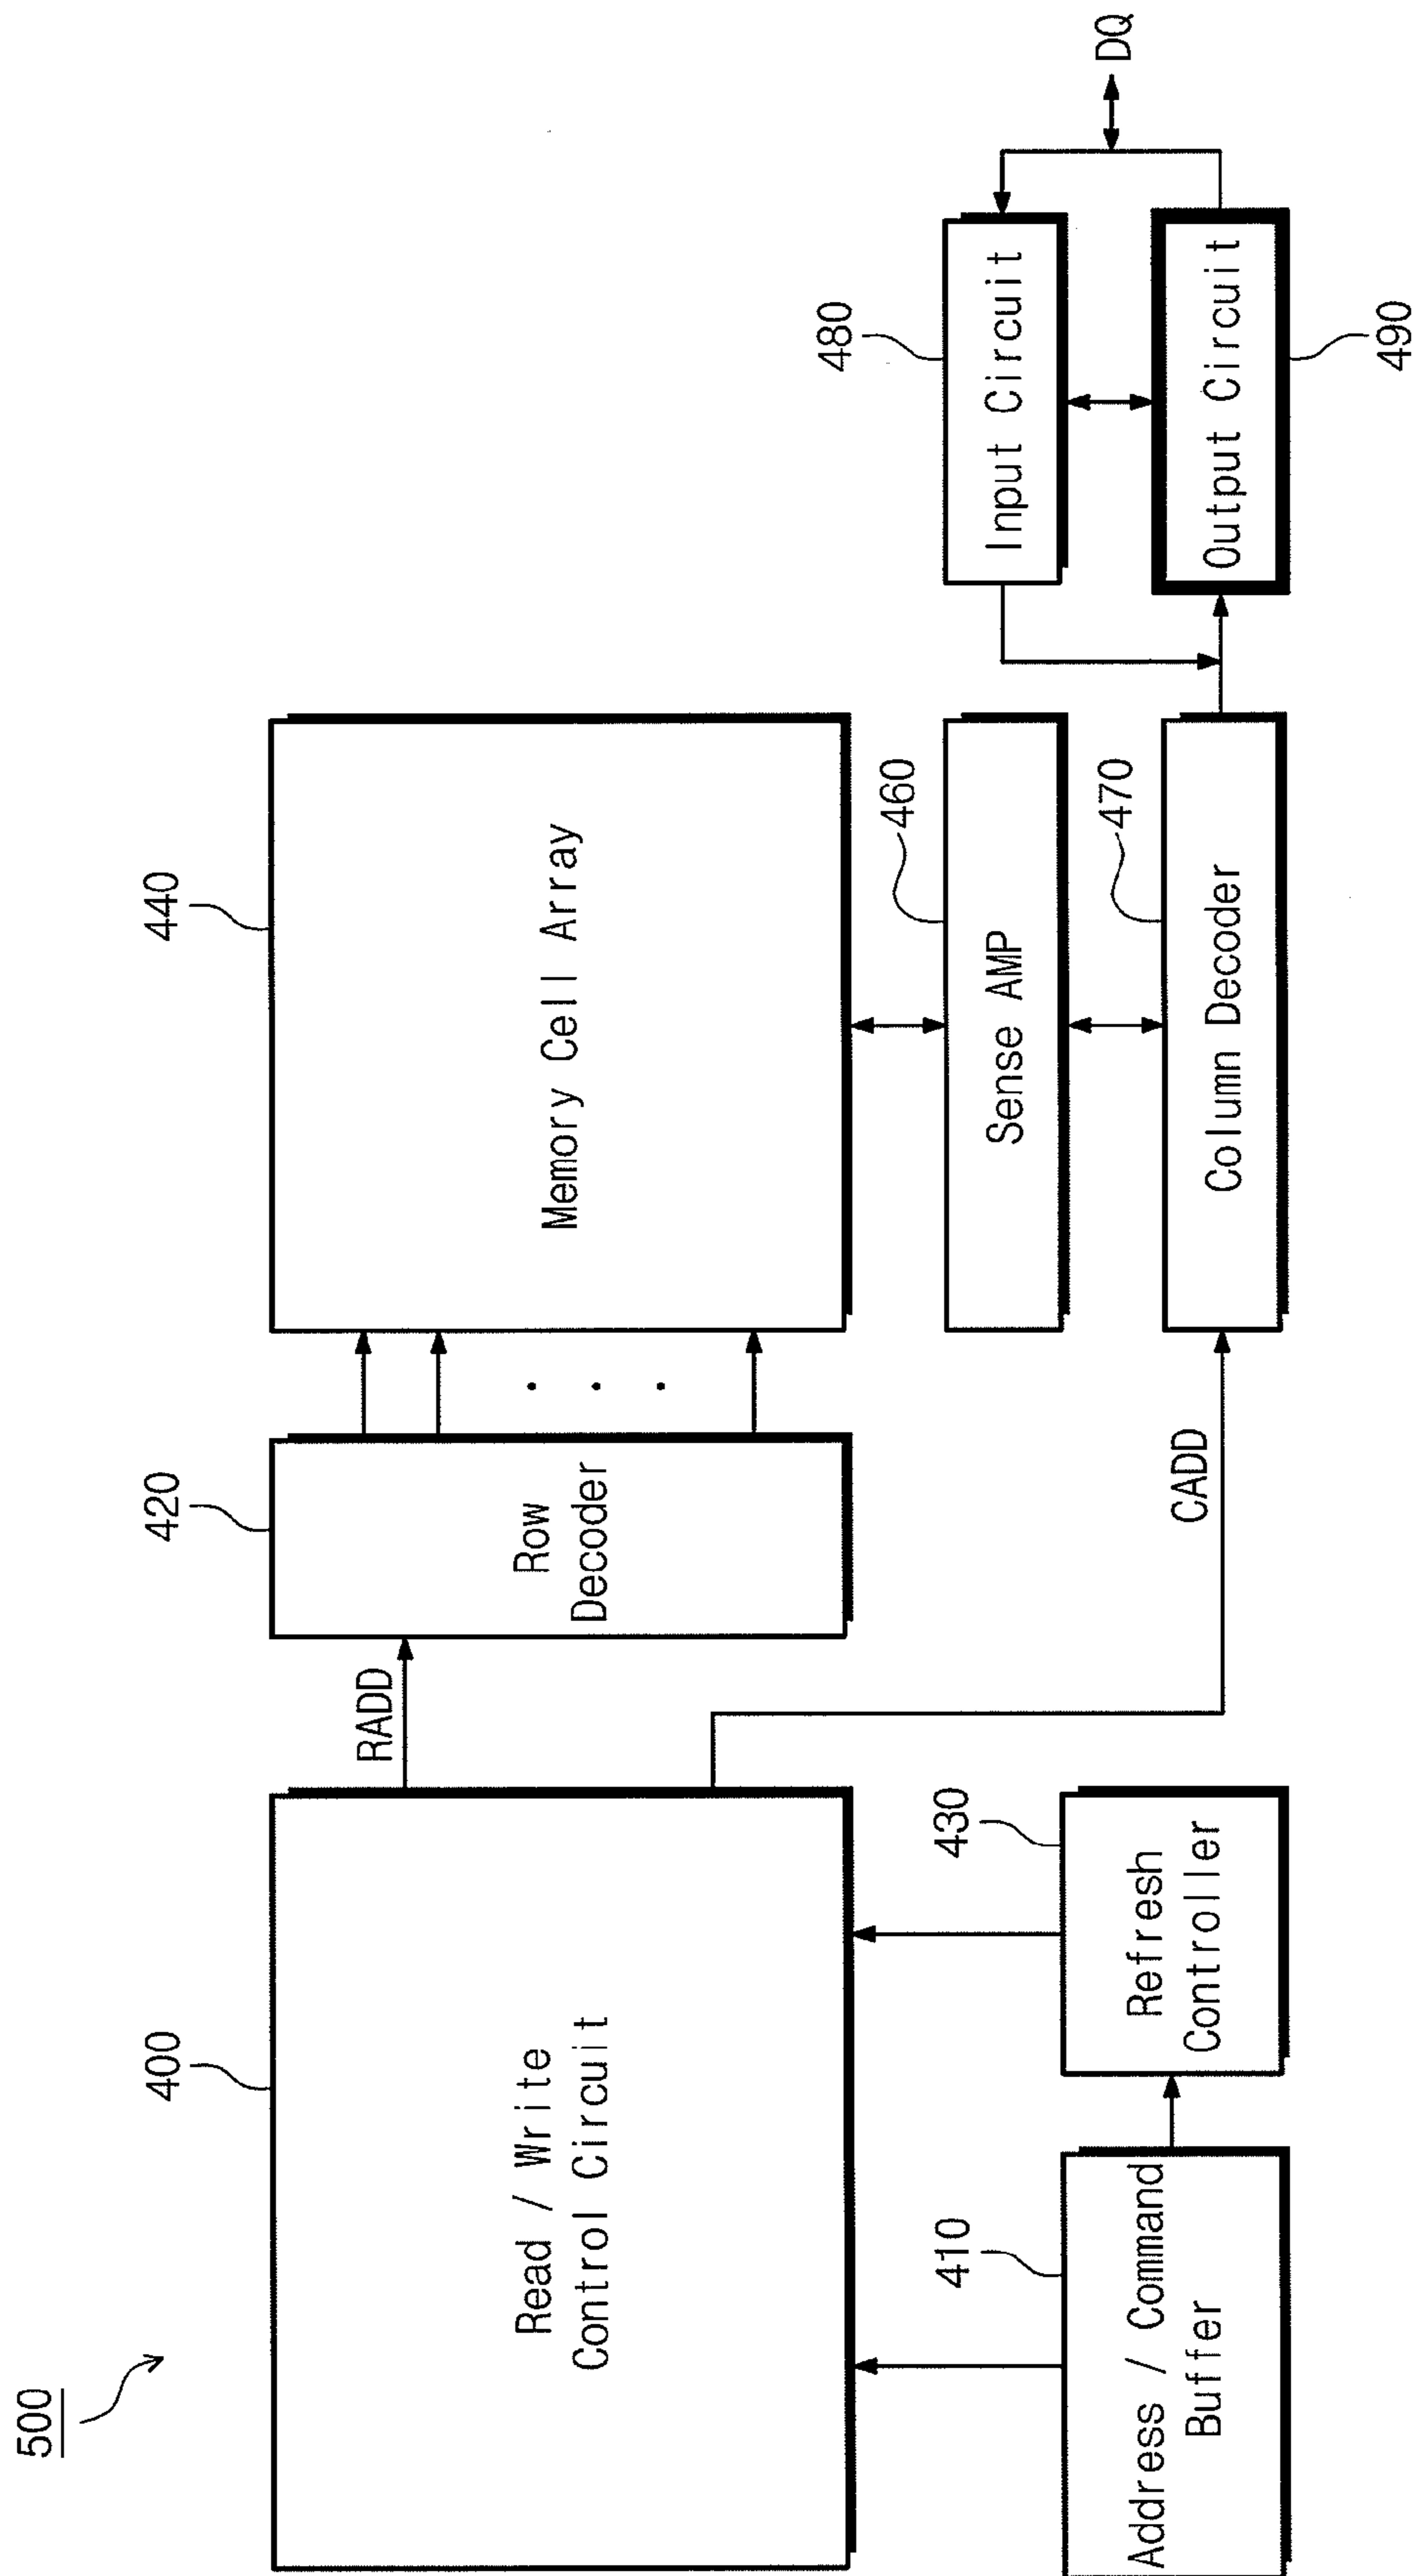 500
400
420
440
Read / Write
Control Circuit
RADD
Row
Decoder
. . .
Memory Cell Array
410
430
460
480
Address / Command
Buffer
Refresh
Controller
CADD
Sense AMP
470
Column Decoder
Input Circuit
Output Circuit
490
DQ